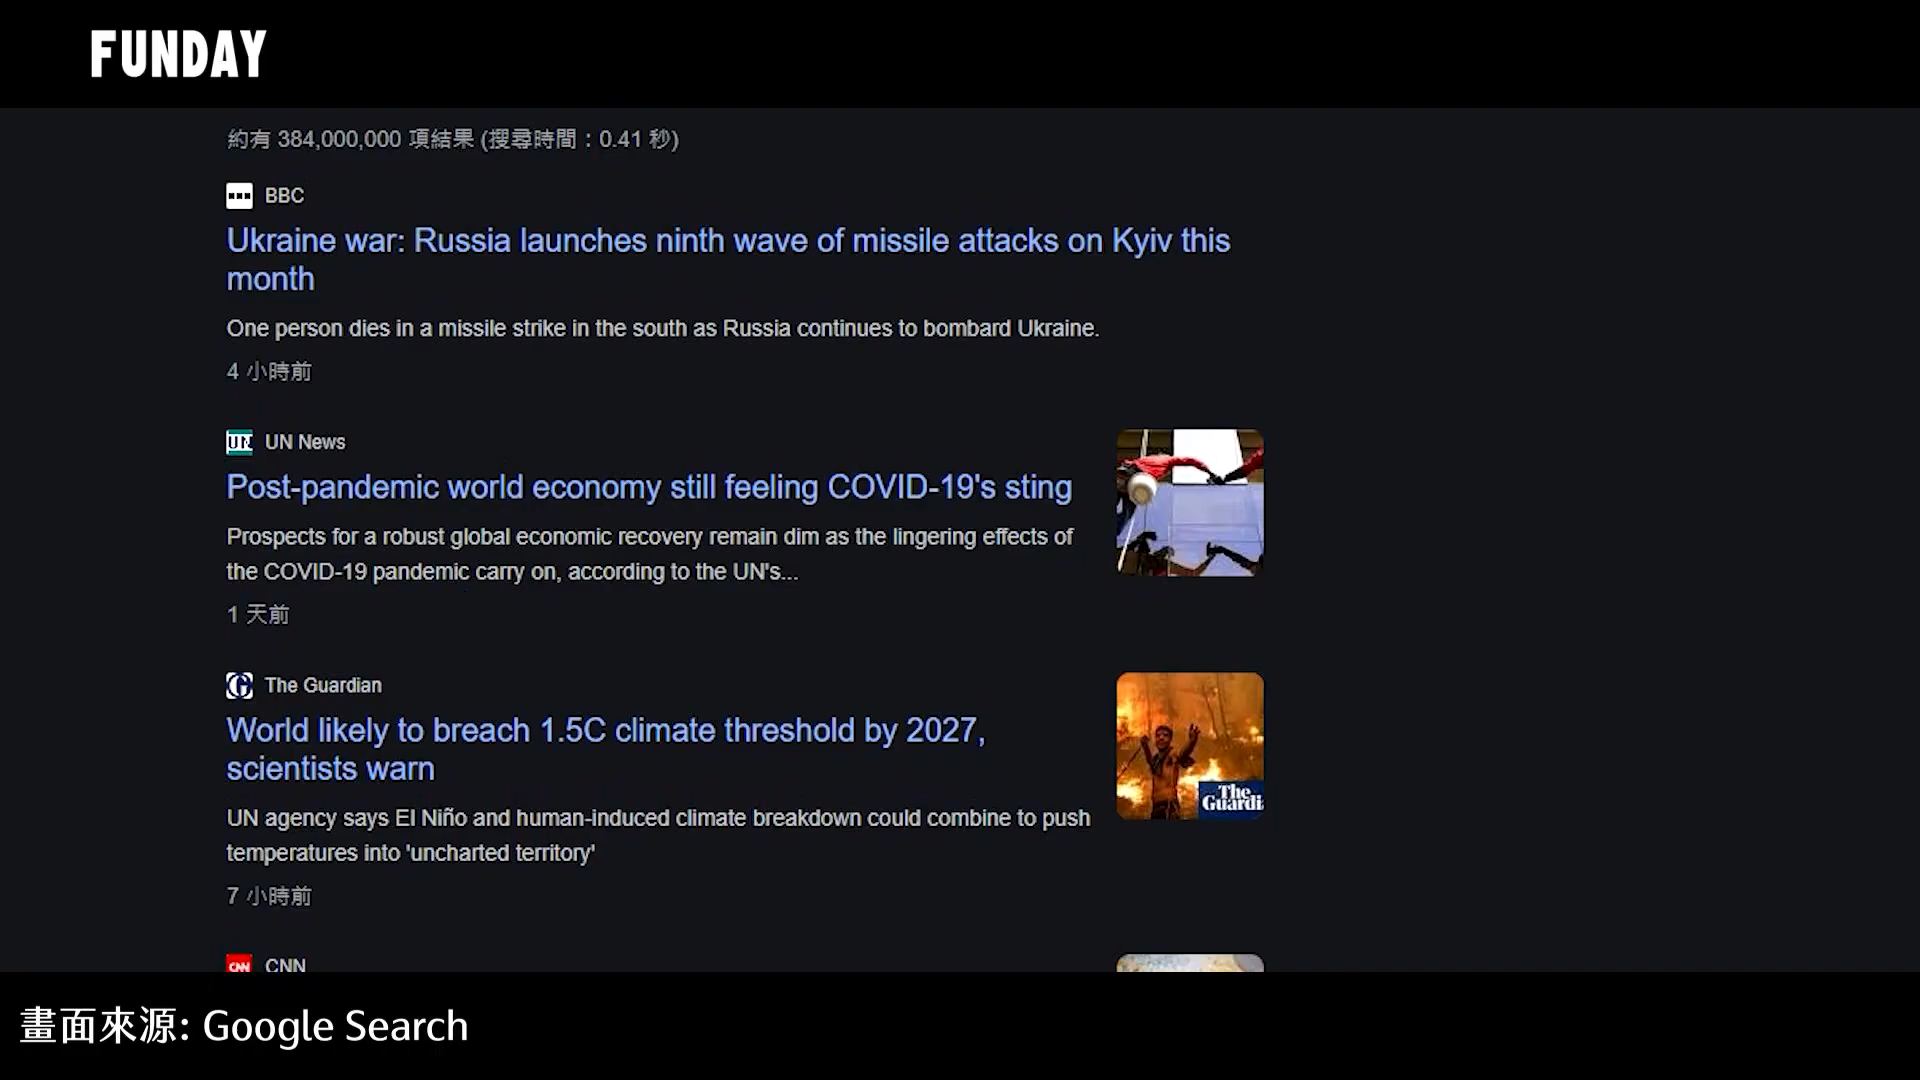 FUNDAY
約有 384,000,000 項結果 (搜尋時間：0.41 秒)
BBC
Ukraine war: Russia launches ninth wave of missile attacks on Kyiv this
month
One person dies in a missile strike in the south as Russia continues to bombard Ukraine.
4 小時前
UN UN News
Post-pandemic world economy still feeling COVID-19's sting
Prospects for a robust global economic recovery remain dim as the lingering effects of
the COVID-19 pandemic carry on, according to the UN's...
1 天前
G The Guardian
World likely to breach 1.5C climate threshold by 2027,
scientists warn
The
Guardi
UN agency says El Niño and human-induced climate breakdown could combine to push
temperatures into 'uncharted territory'
7 小時前
CNN CNN
畫面來源: Google Search